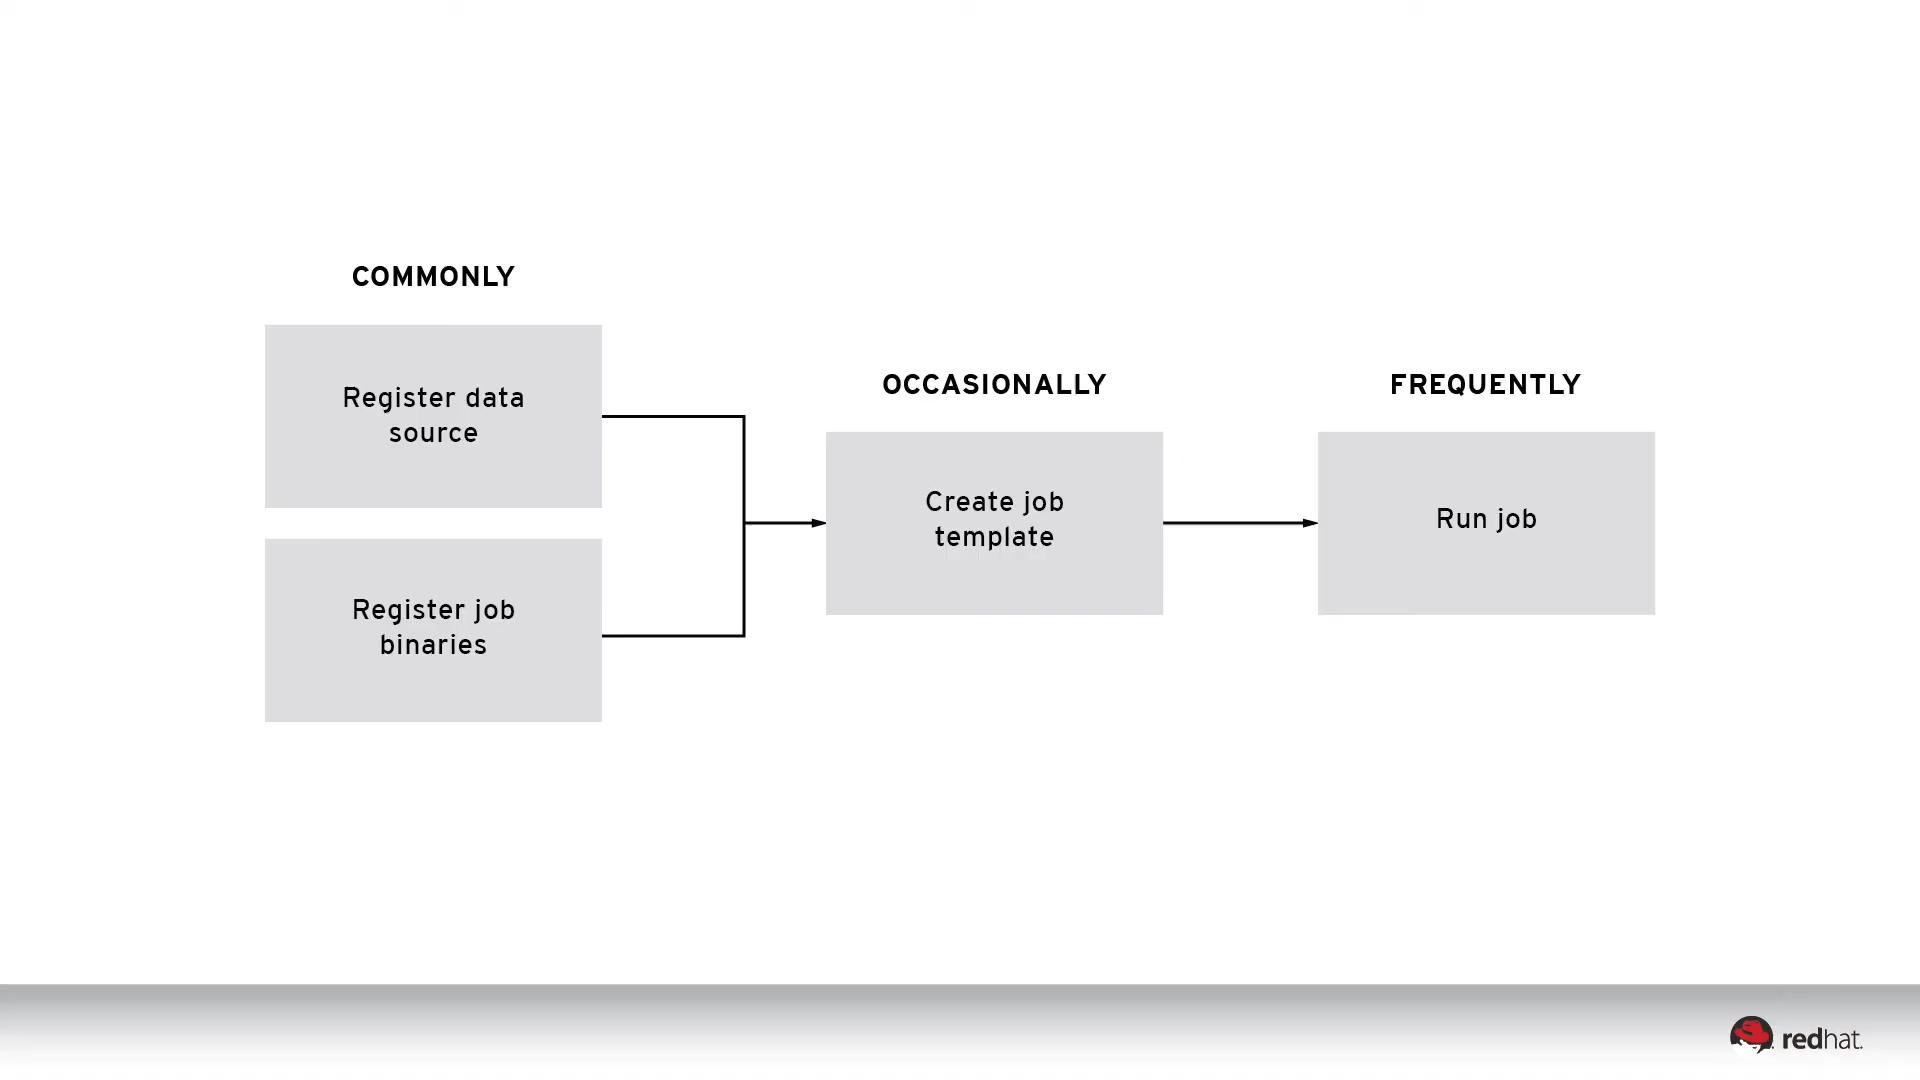 COMMONLY
Register data
source
Register job
binaries
OCCASIONALLY
Create job
template
FREQUENTLY
Run job
redhat.